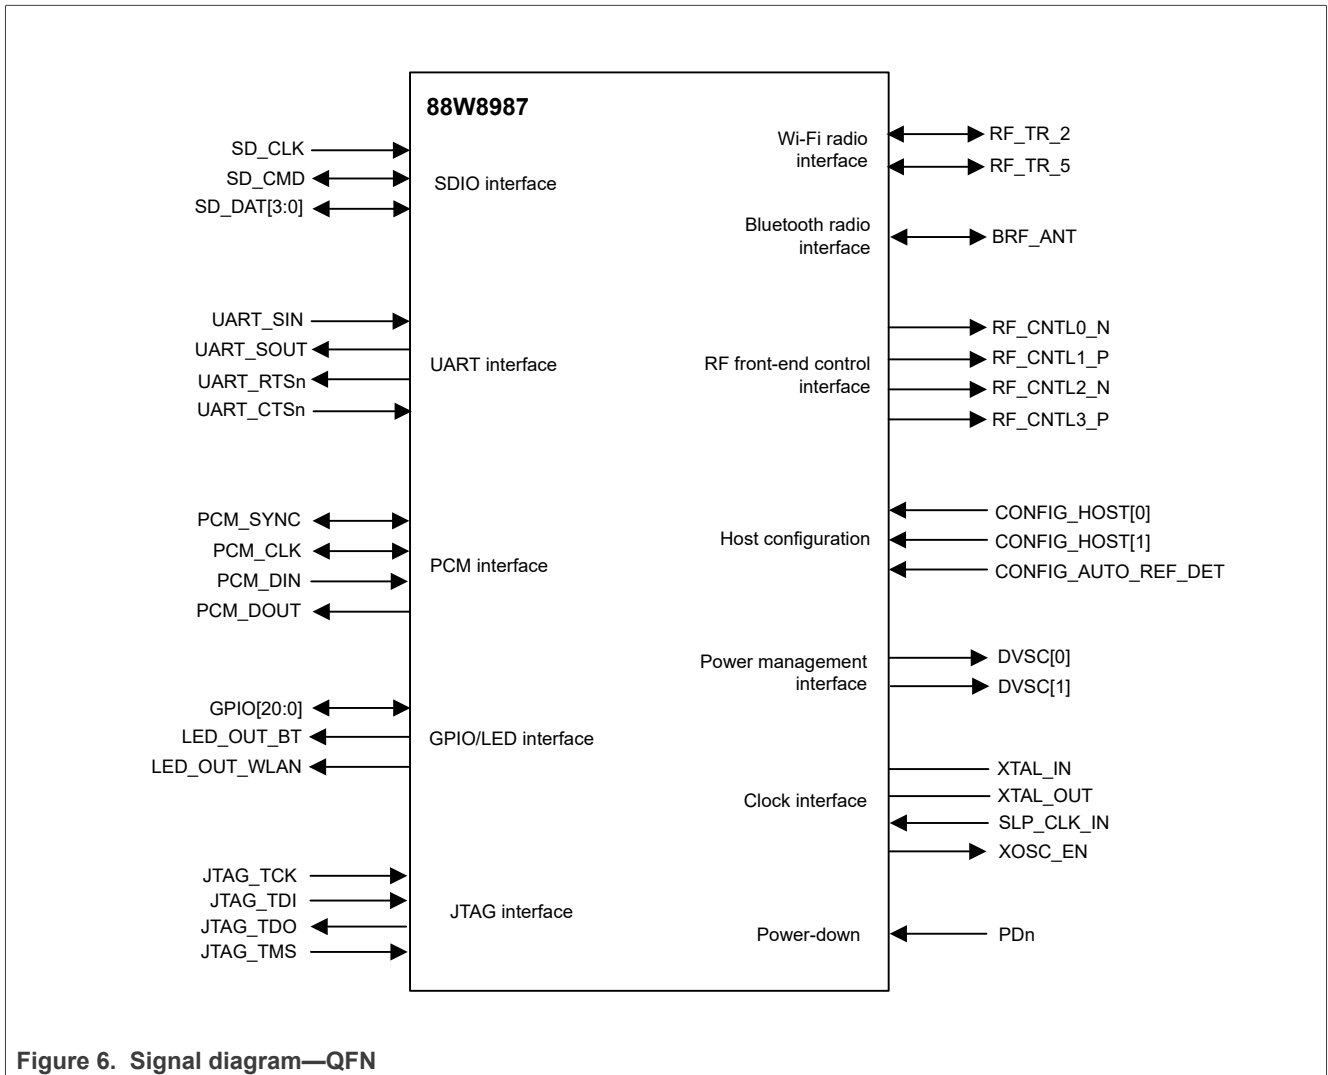 88W8987
SD_CLK
SD_CMD
SD_DAT[3:0]
SDIO interface
UART_SIN
UART_SOUT
UART_RTSn
UART_CTSn
UART interface
PCM_SYNC
PCM_CLK
PCM_DIN
PCM_DOUT
PCM interface
GPIO[20:0]
LED_OUT_BT
LED_OUT_WLAN
GPIO/LED interface
JTAG_TCK
JTAG_TDI
JTAG_TDO
JTAG_TMS
JTAG interface
Wi-Fi radio
interface
RF_TR_2
RF_TR_5
Bluetooth radio
interface
BRF_ANT
RF front-end control
interface
RF_CNTL0_N
RF_CNTL1_P
RF_CNTL2_N
RF_CNTL3_P
Host configuration
CONFIG_HOST[0]
CONFIG_HOST[1]
CONFIG_AUTO_REF_DET
Power management
interface
DVSC[0]
DVSC[1]
Clock interface
XTAL_IN
XTAL_OUT
SLP_CLK_IN
XOSC_EN
Power-down
PDn
Figure 6. Signal diagram—QFN